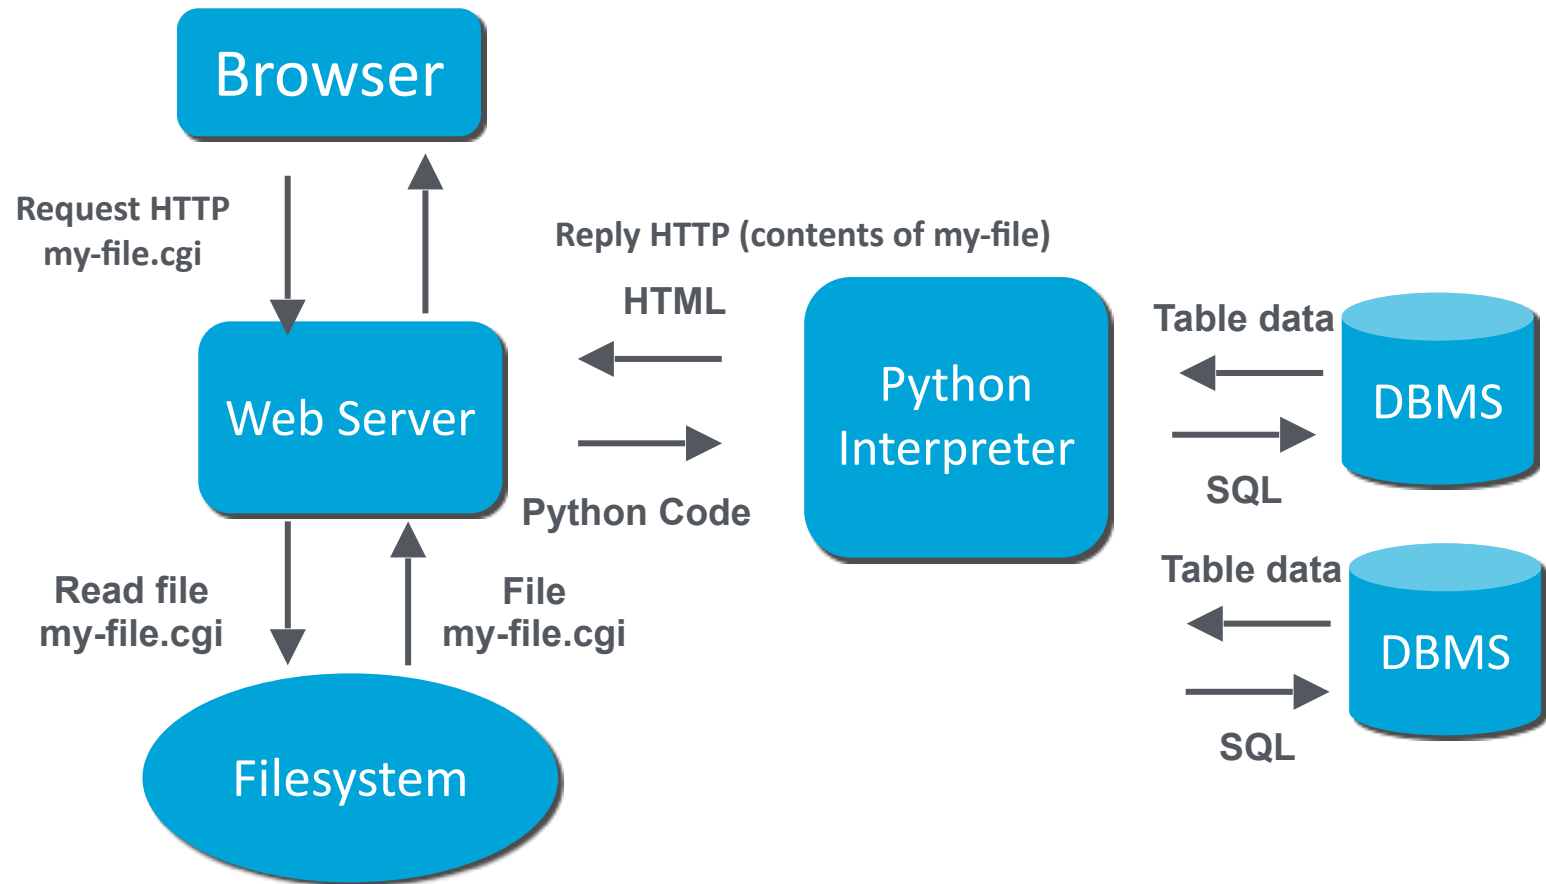 Browser
Request HTTP
my-file.cgi
Reply HTTP (contents of my-file)
HTML
Web Server
Python Code
Python
Interpreter
Table data
DBMS
SQL
Table data
DBMS
SQL
Read file
my-file.cgi
File
my-file.cgi
Filesystem